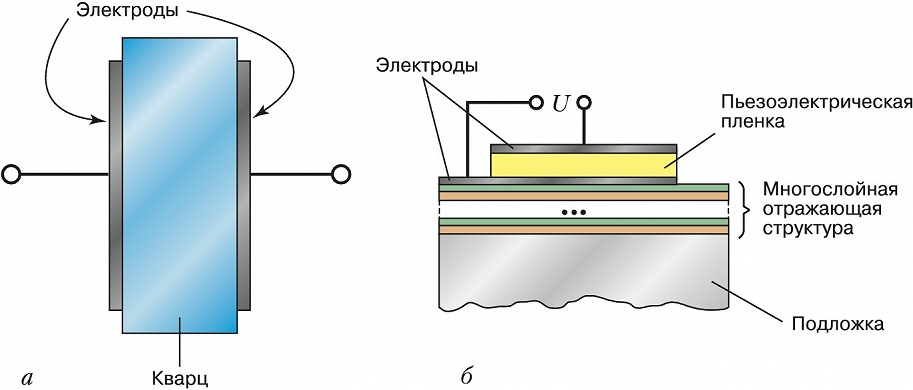 Электроды
Кварц
а
Электроды
U
Пьезоэлектрическая
пленка
Многослойная
отражающая
структура
Подложка
б